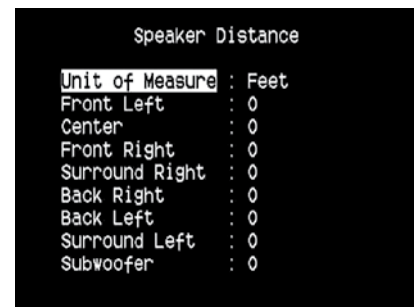 Speaker Distance
Unit of Measure : Feet
Front Left : 0
Center : 0
Front Right : 0
Surround Right : 0
Back Right : 0
Back Left : 0
Surround Left : 0
Subwoofer : 0